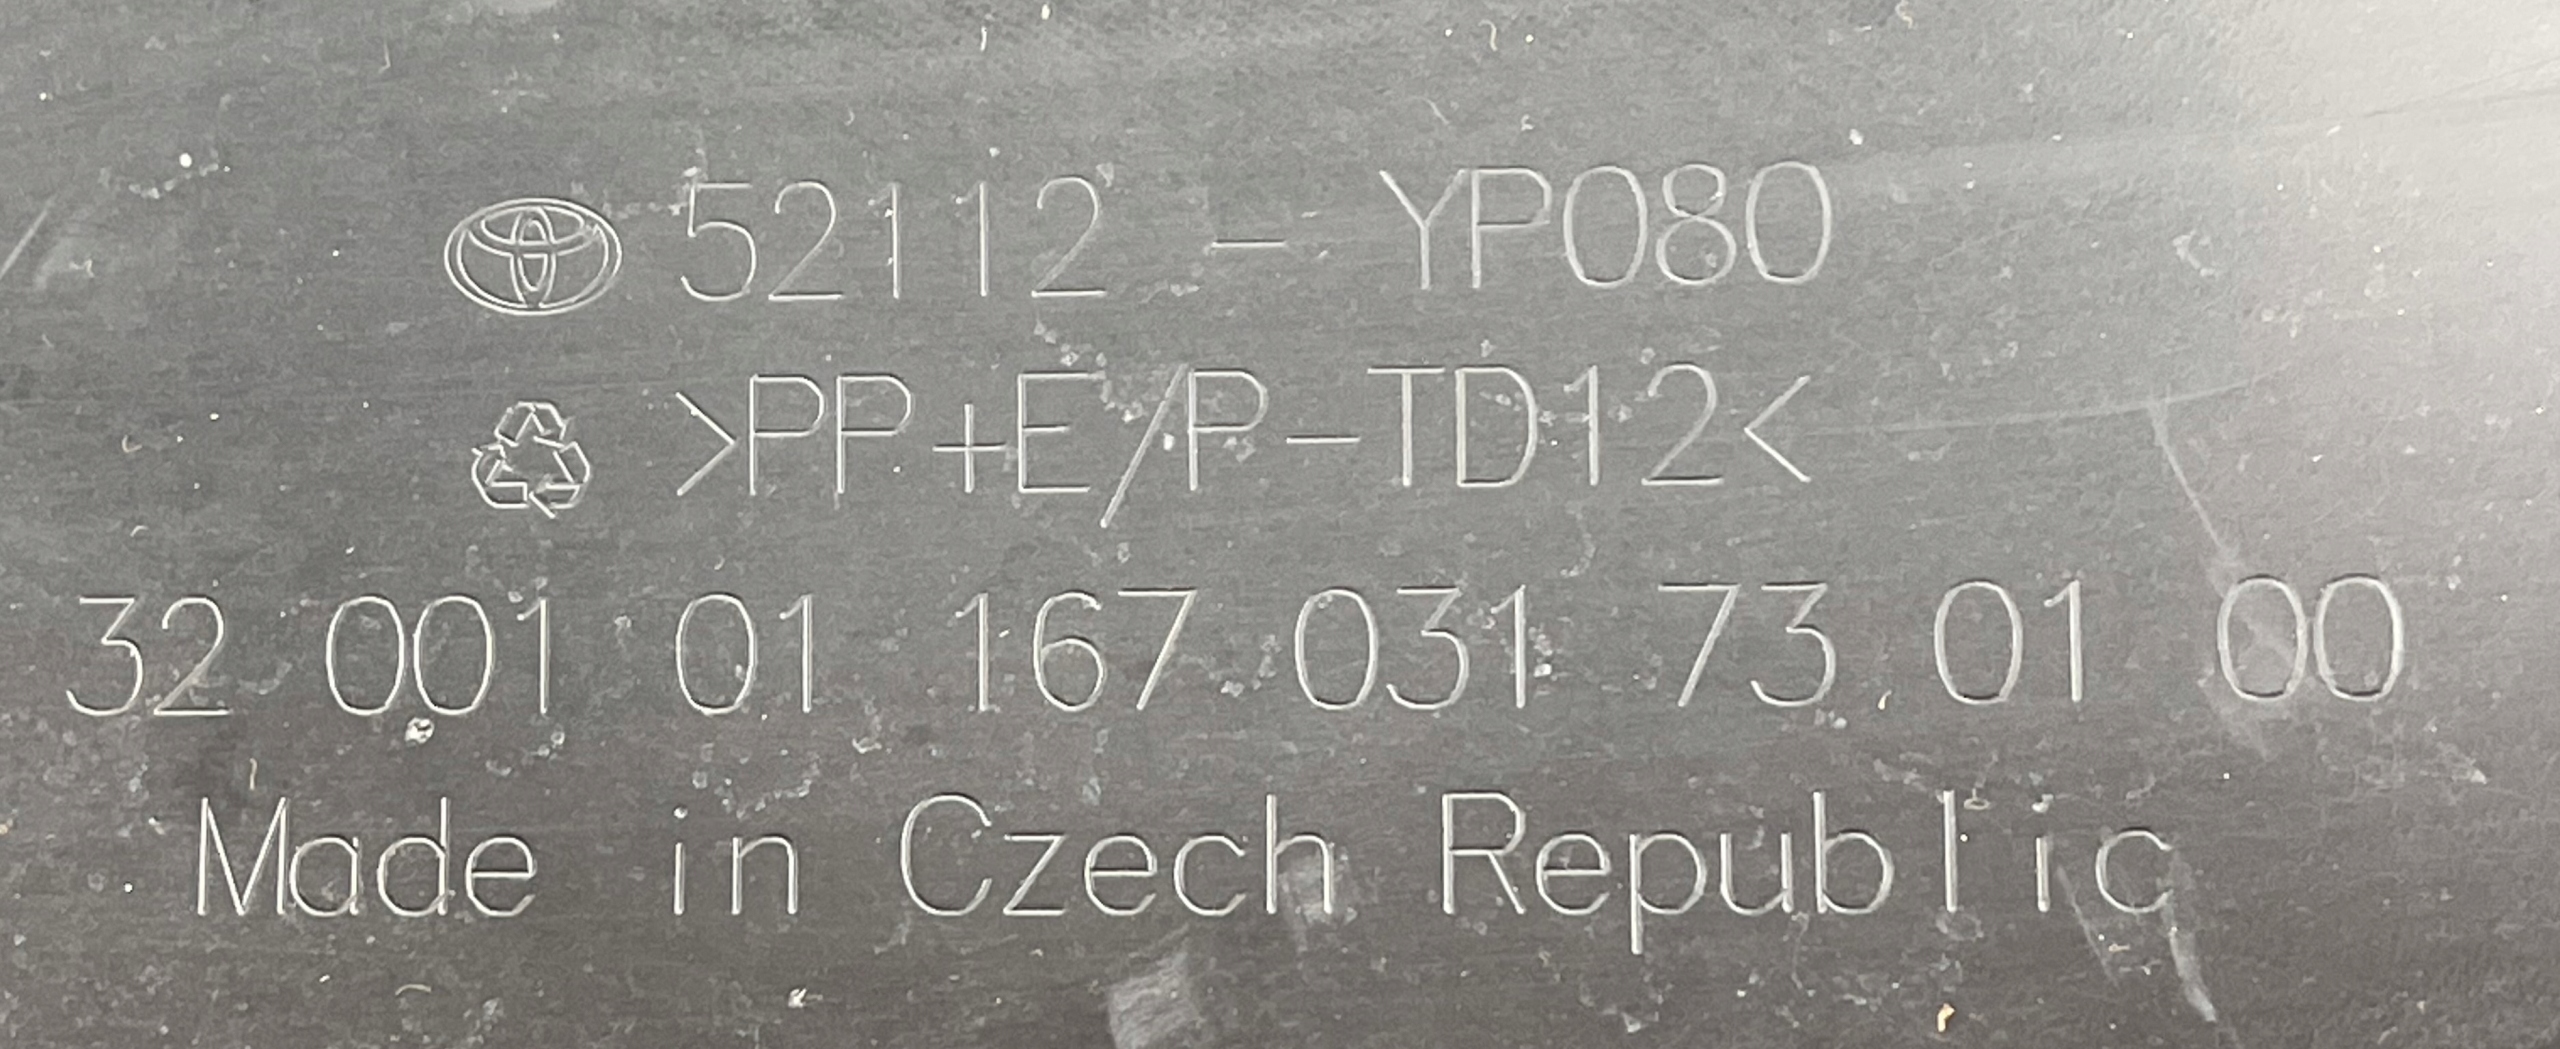 52112 - YP080
>PP+E/P-TD12<
32 001 01 167 031 73 01 00
Made in Czech Republic